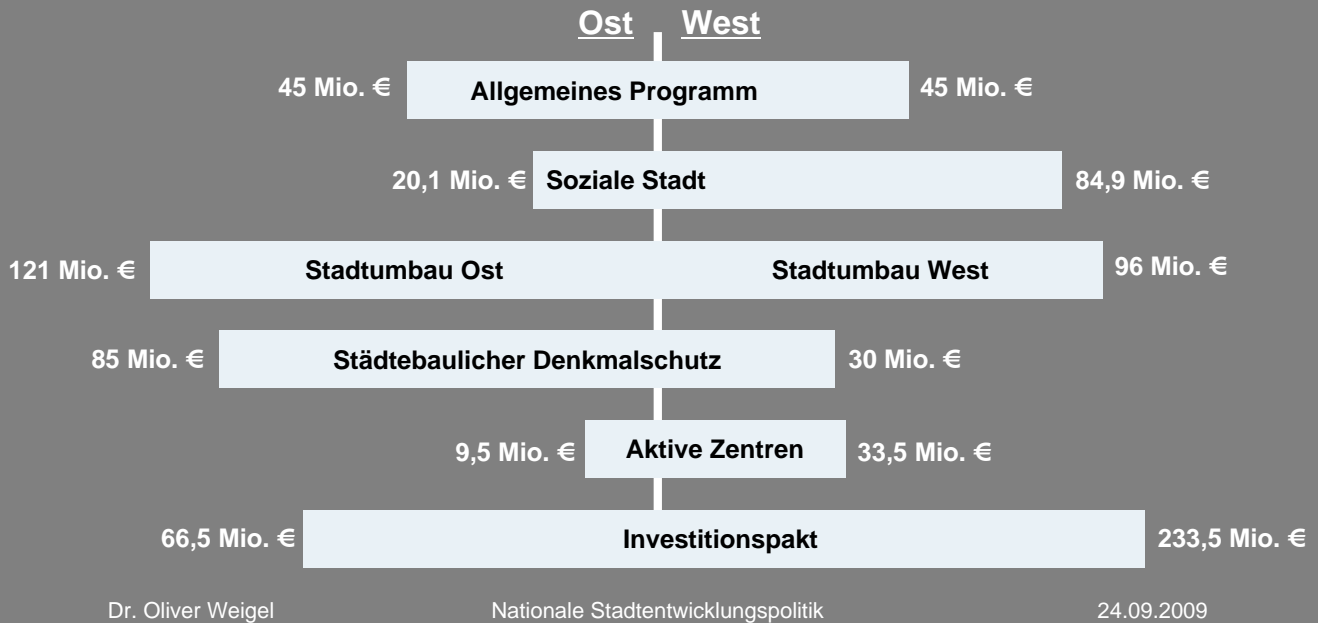 Ost West
45 Mio. € Allgemeines Programm 45 Mio. €
20,1 Mio. € Soziale Stadt 84,9 Mio. €
121 Mio. € Stadtumbau Ost Stadtumbau West 96 Mio. €
85 Mio. € Städtebaulicher Denkmalschutz 30 Mio. €
9,5 Mio. € Aktive Zentren 33,5 Mio. €
66,5 Mio. € Investitionspakt 233,5 Mio. €
Dr. Oliver Weigel Nationale Stadtentwicklungspolitik 24.09.2009